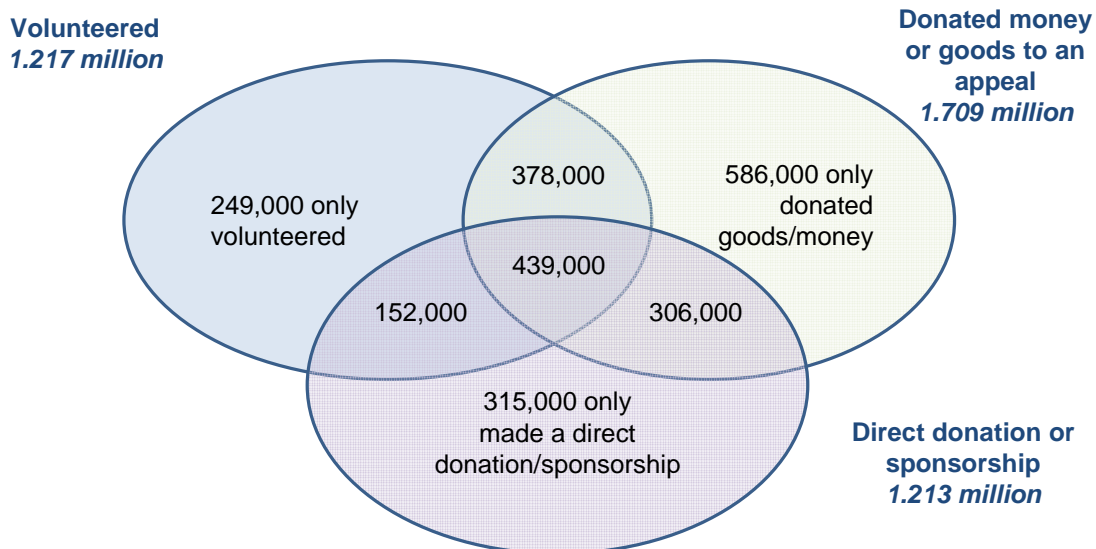 Volunteered
1.217 million
Donated money
or goods to an
appeal
1.709 million
378,000
586,000 only
donated
goods/money
249,000 only
volunteered
439,000
152,000
306,000
315,000 only
made a direct
donation/sponsorship
Direct donation or
sponsorship
1.213 million